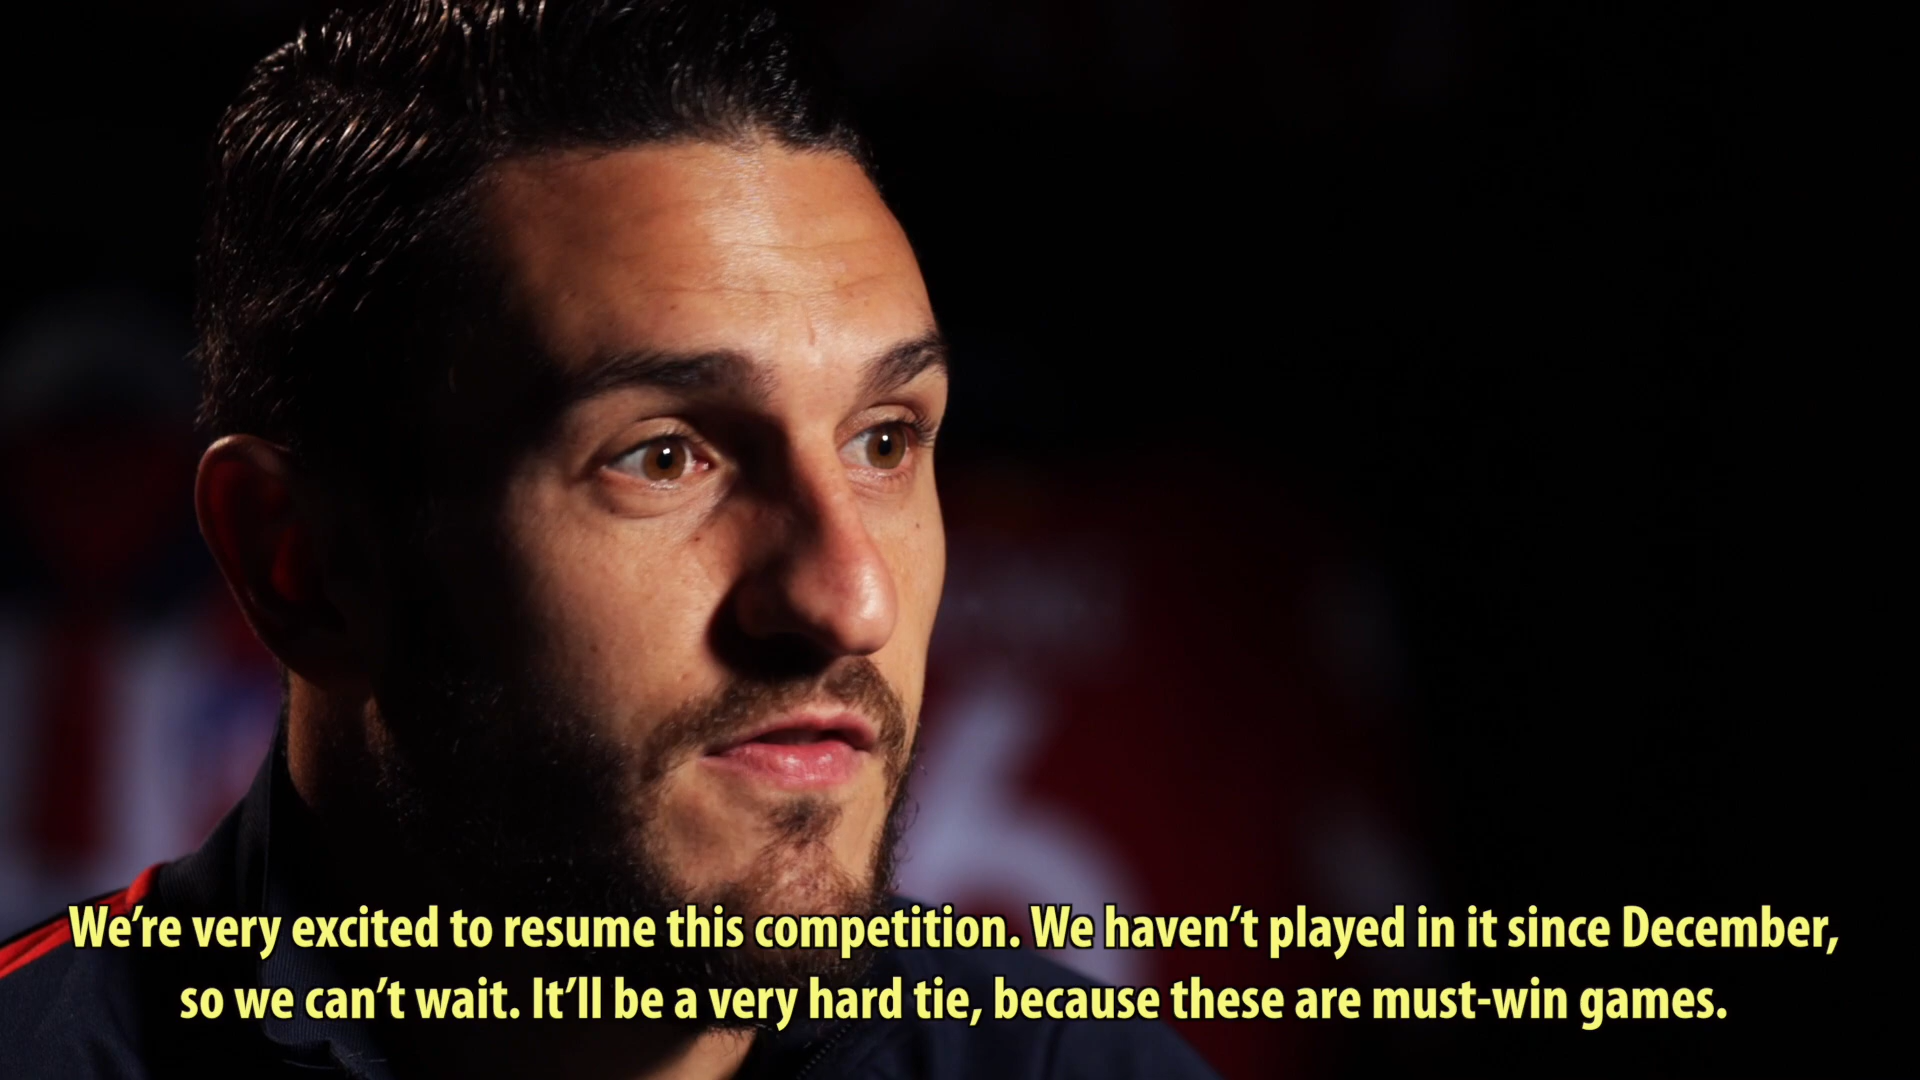 We’re very excited to resume this competition. We haven’t played in it since December,
so we can’t wait. It’ll be a very hard tie, because these are must-win games.
6